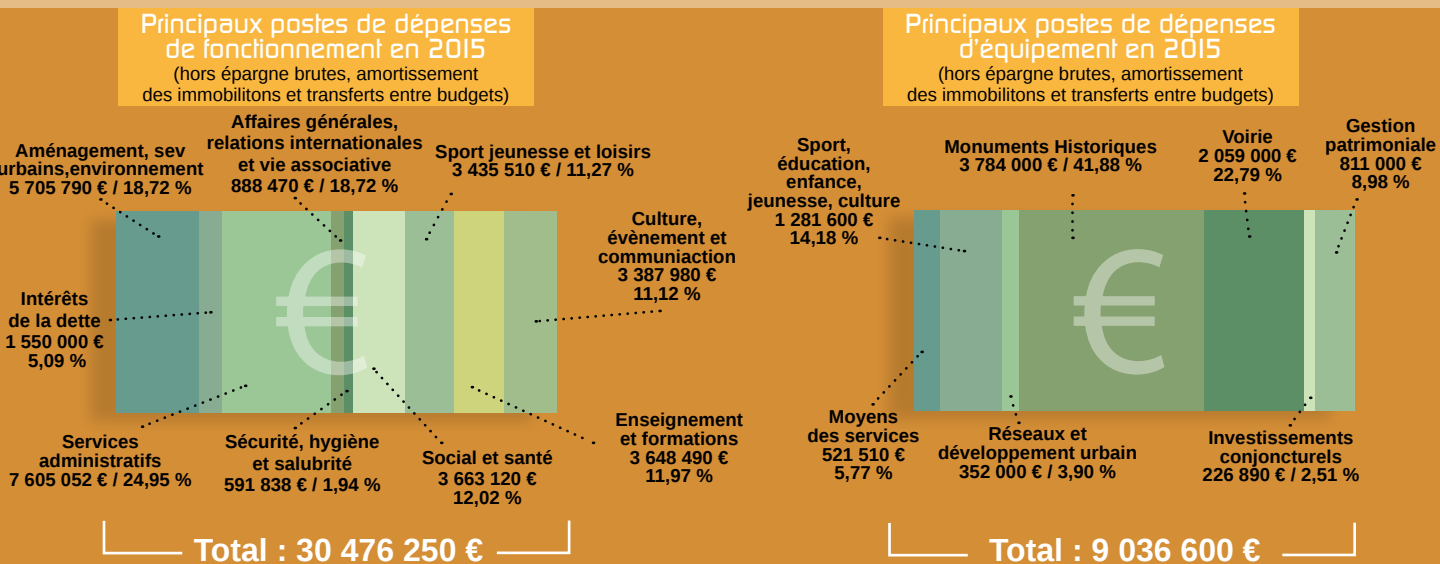 Principaux postes de dépenses
de fonctionnement en 2015
(hors épargne brutes, amortissement
des immobilitons et transferts entre budgets)
Aménagement, sev
urbains,environnement
5 705 790 € / 18,72 %
Affaires générales,
relations internationales
et vie associative
888 470 € / 18,72 %
Sport jeunesse et loisirs
3 435 510 € / 11,27 %
Culture,
évènement et
communiaction
3 387 980 €
11,12 %
Intérêts
de la dette
1 550 000 €
5,09 %
€
Services
administratifs
7 605 052 € / 24,95 %
Sécurité, hygiène
et salubrité
591 838 € / 1,94 %
Social et santé
3 663 120 €
12,02 %
Enseignement
et formations
3 648 490 €
11,97 %
Total : 30 476 250 €
Principaux postes de dépenses
d'équipement en 2015
(hors épargne brutes, amortissement
des immobilitons et transferts entre budgets)
Sport,
éducation,
enfance,
jeunesse, culture
1 281 600 €
14,18 %
Monuments Historiques
3 784 000 € / 41,88 %
Voirie
2 059 000 €
22,79 %
Gestion
patrimoniale
811 000 €
8,98 %
€
Moyens
des services
521 510 €
5,77 %
Réseaux et
développement urbain
352 000 € / 3,90 %
Investissements
conjoncturels
226 890 € / 2,51 %
Total : 9 036 600 €